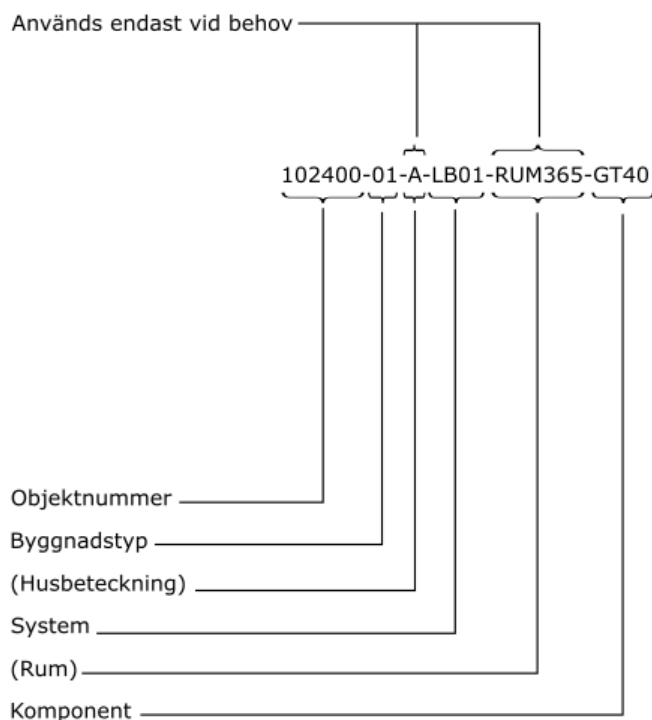 Används endast vid behov
102400-01-A-LB01-RUM365-GT40
Objektnummer
Byggnadstyp
(Husbeteckning)
System
(Rum)
Komponent